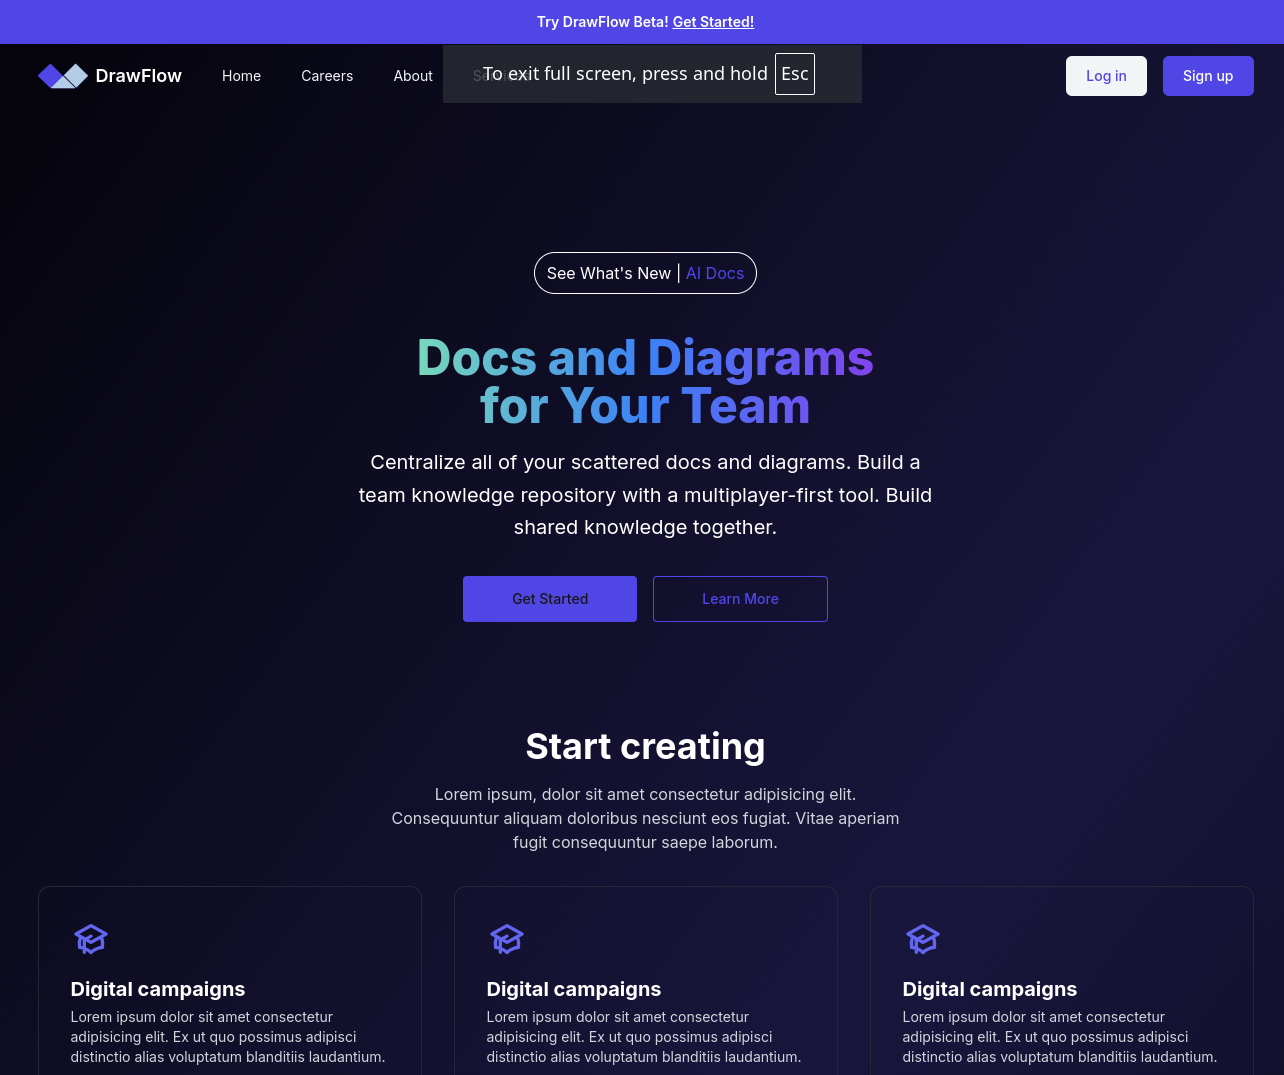 Try DrawFlow Beta! Get Started!
DrawFlow Home Careers About To exit full screen, press and hold Esc Log in Sign up
See What's New | AI Docs
Docs and Diagrams
for Your Team
Centralize all of your scattered docs and diagrams. Build a
team knowledge repository with a multiplayer-first tool. Build
shared knowledge together.
Get Started Learn More
Start creating
Lorem ipsum, dolor sit amet consectetur adipisicing elit.
Consequuntur aliquam doloribus nesciunt eos fugiat. Vitae aperiam
fugit consequuntur saepe laborum.
Digital campaigns
Lorem ipsum dolor sit amet consectetur
adipisicing elit. Ex ut quo possimus adipisci
distinctio alias voluptatum blanditiis laudantium.
Digital campaigns
Lorem ipsum dolor sit amet consectetur
adipisicing elit. Ex ut quo possimus adipisci
distinctio alias voluptatum blanditiis laudantium.
Digital campaigns
Lorem ipsum dolor sit amet consectetur
adipisicing elit. Ex ut quo possimus adipisci
distinctio alias voluptatum blanditiis laudantium.